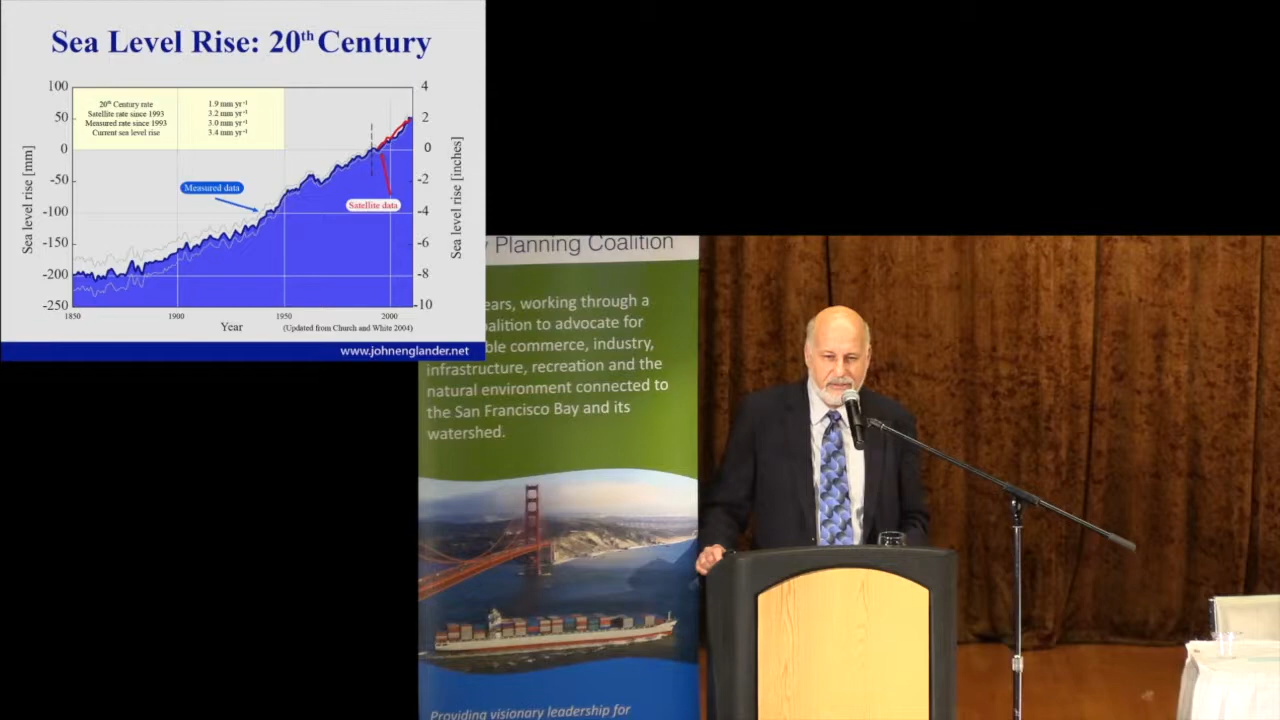 Sea Level Rise: 20th Century
100
50
0
-50
-100
-150
-200
-250
4
2
0
-2
-4
-6
-8
-10
20th Century rate 1.9 mm yr-1
Satellite rate since 1993 3.2 mm yr-1
Measured rate since 1993 3.0 mm yr-1
Current sea level rise 3.4 mm yr-1
Sea level rise [mm]
Sea level rise [inches]
Measured data
Satellite data
1850 1900 1950 2000
Year
(Updated from Church and White 2004)
www.johnenglander.net
y Planning Coalition
ears, working through a
alition to advocate for
ble commerce, industry,
infrastructure, recreation and the
natural environment connected to
the San Francisco Bay and its
watershed.
Providing visionary leadership for